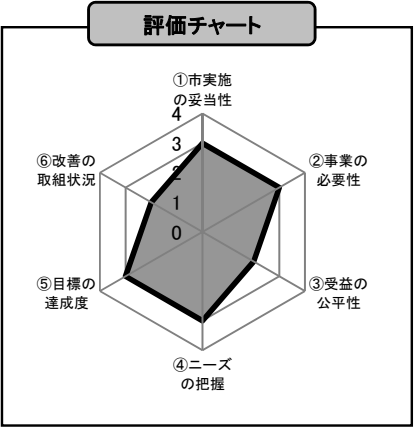 評価チャート
①市実施
の妥当性
4
3
2
1
0
②事業の
必要性
③受益の
公平性
④ニーズ
の把握
⑤目標の
達成度
⑥改善の
取組状況